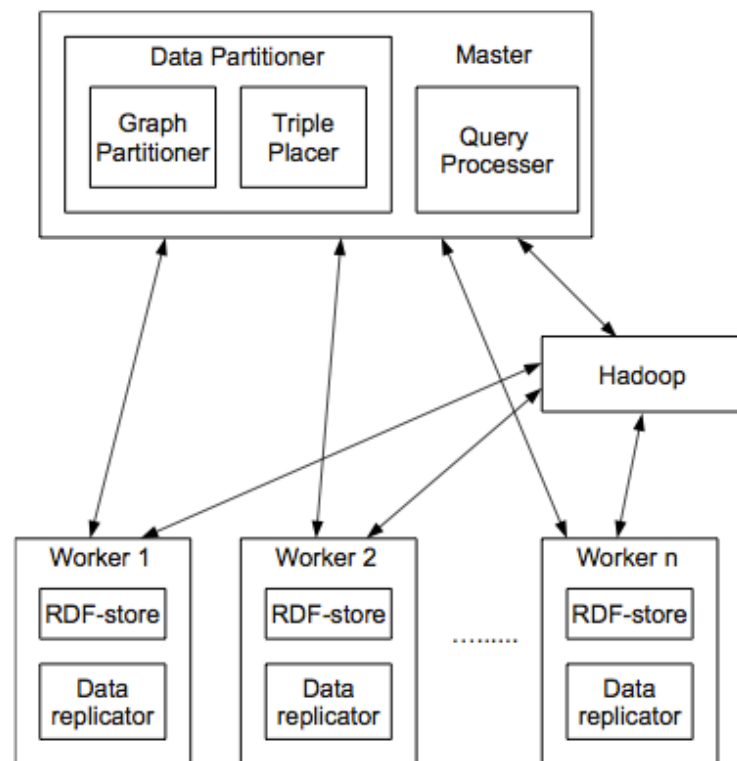 Data Partitioner
Master
Graph
Partitioner
Triple
Placer
Query
Processer
Hadoop
Worker 1
RDF-store
Data
replicator
Worker 2
RDF-store
Data
replicator
.........
Worker n
RDF-store
Data
replicator